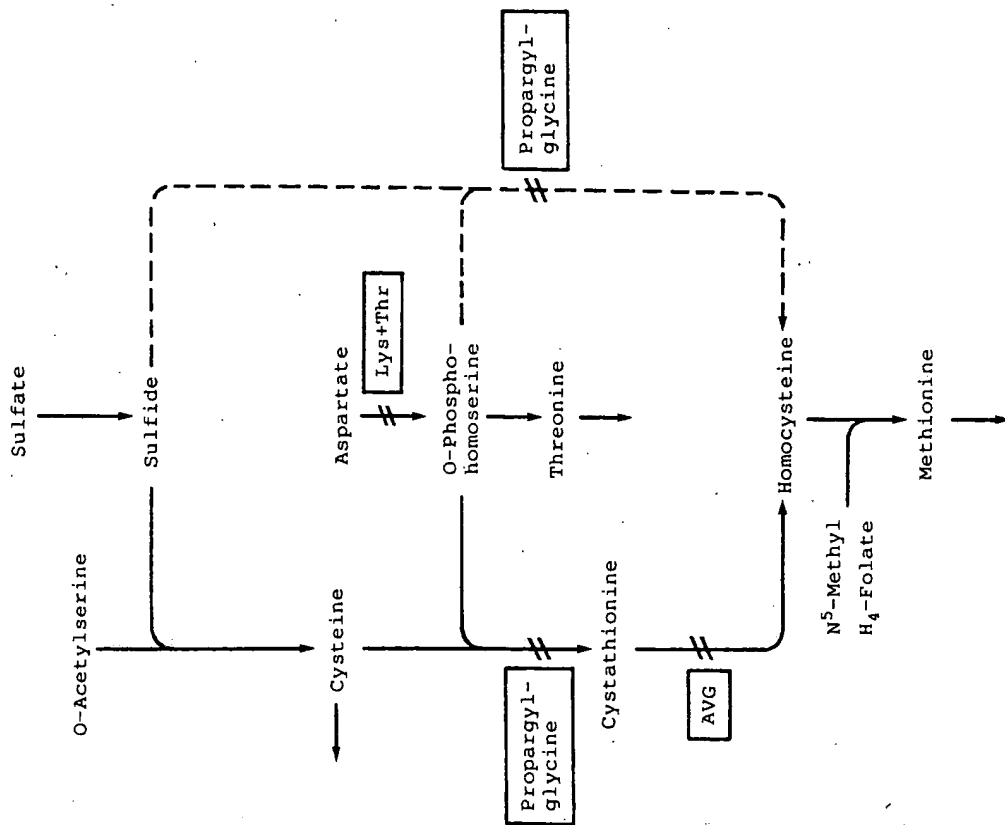 Sulfate
O-Acetylserine
Sulfide
Propargyl-
glycine
Aspartate
Lys+Thr
Cysteine
O-Phospho-
homoserine
Threonine
Propargyl-
glycine
Cystathionine
AVG
Homocysteine
N⁵-Methyl
H₄-Folate
Methionine